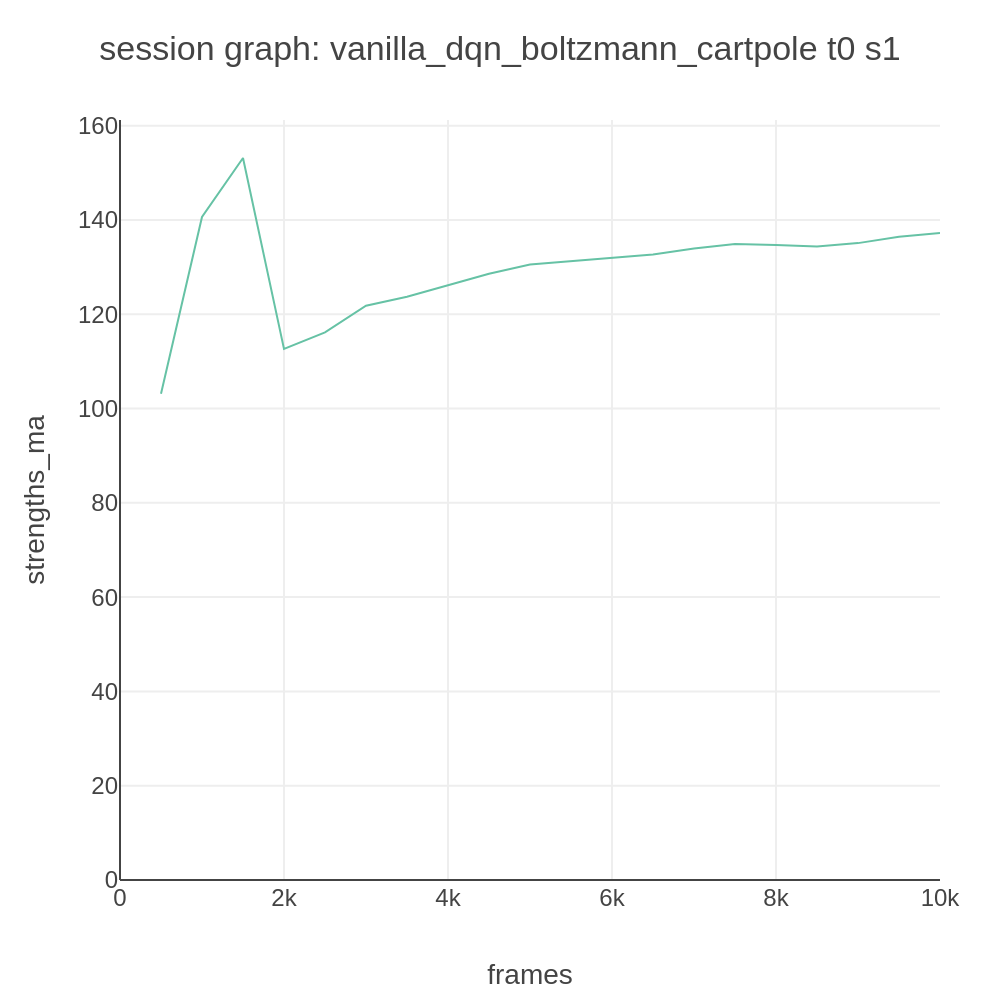 session graph: vanilla_dqn_boltzmann_cartpole t0 s1
160
140
120
100
80
60
40
20
0
strengths_ma
0 2k 4k 6k 8k 10k
frames